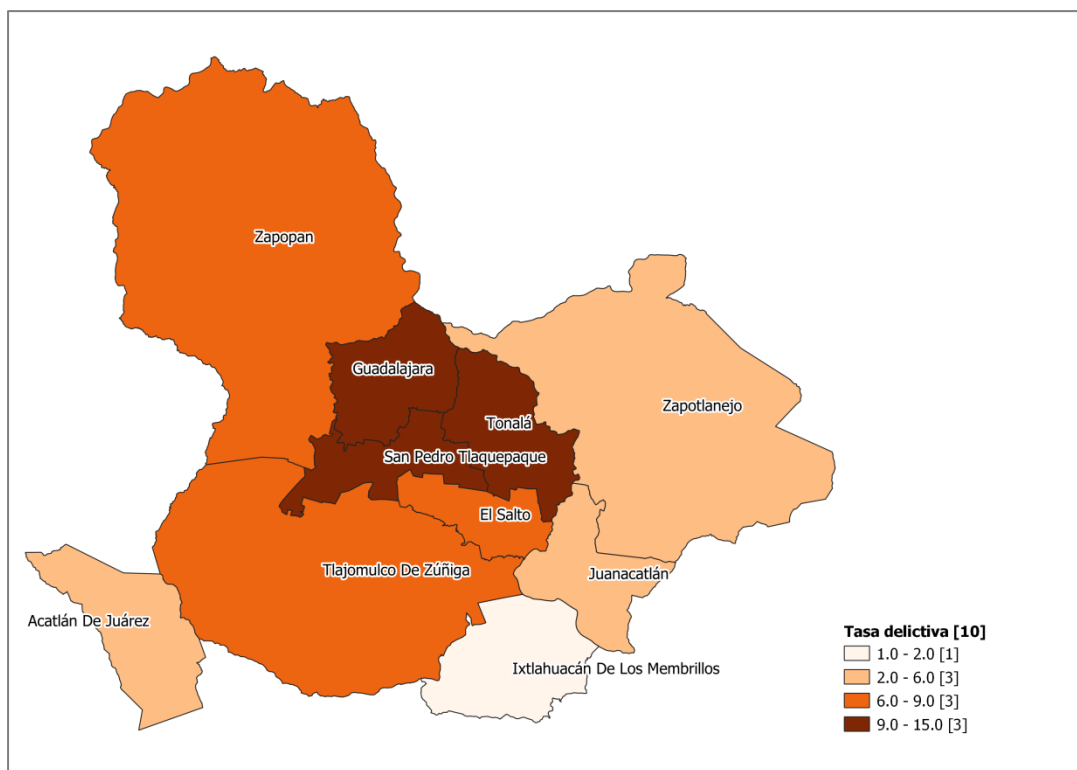 Zapopan
Guadalajara
Zapotlanejo
Tonalá
San Pedro Tlaquepaque
El Salto
Tlajomulco De Zúñiga
Juanacatlán
Acatlán De Juárez
Ixtlahuacán De Los Membrillos
Tasa delictiva [10]
1.0 - 2.0 [1]
2.0 - 6.0 [3]
6.0 - 9.0 [3]
9.0 - 15.0 [3]